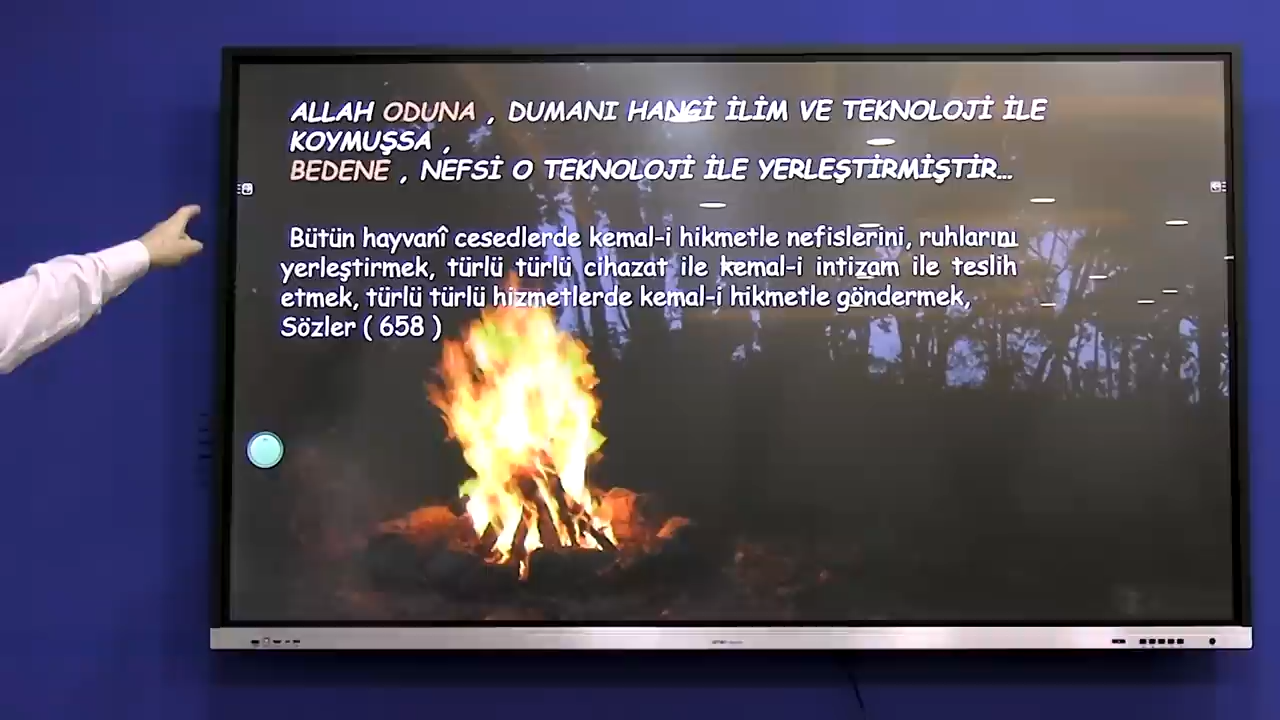 ALLAH ODUNA , DUMANI HANGİ İLİM VE TEKNOLOJİ İLE
KOYMUŞSA ,
BEDENE , NEFSİ O TEKNOLOJİ İLE YERLEŞTİRMİŞTİR...
Bütün hayvanî cesedlerde kemal-i hikmetle nefislerini, ruhlarını
yerleştirmek, türlü türlü cihazat ile kemal-i intizam ile teslih
etmek, türlü türlü hizmetlerde kemal-i hikmetle göndermek,
Sözler ( 658 )